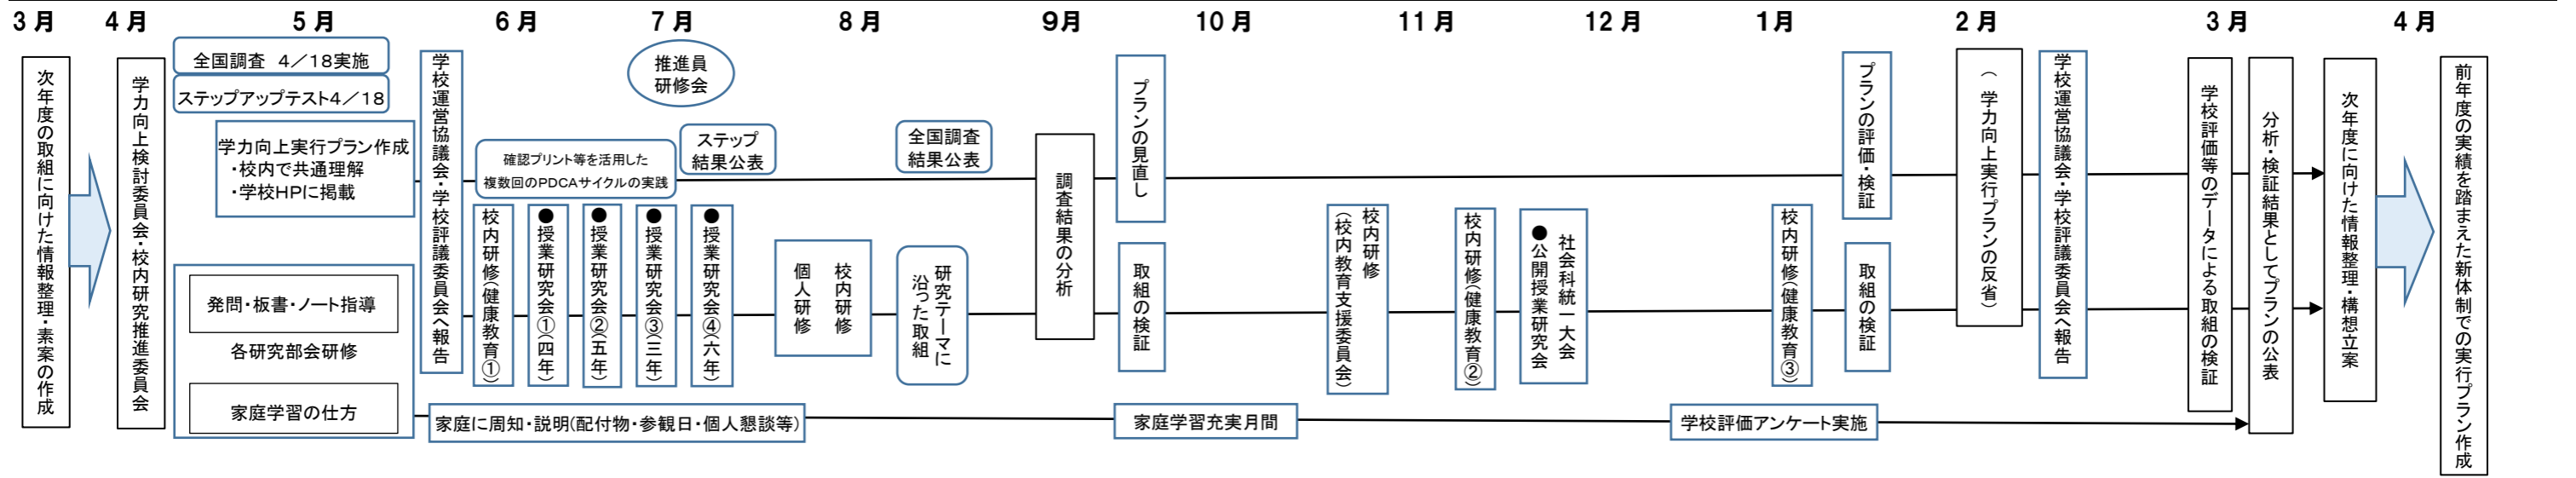 3月 4月 5月 6月 7月 8月 9月 10月 11月 12月 1月 2月 3月 4月
次年度の取組に向けた情報整理・素案の作成
学力向上検討委員会・校内研究推進委員会
全国調査 4/18実施
ステップアップテスト4/18
学力向上実行プラン作成
・校内で共通理解
・学校HPに掲載
発問・板書・ノート指導
各研究部会研修
家庭学習の仕方
学校運営協議会・学校評議委員会へ報告
推進員
研修会
確認プリント等を活用した
複数回のPDCAサイクルの実践
ステップ
結果公表
校内研修(健康教育①)
●授業研究会①(四年)
●授業研究会②(五年)
●授業研究会③(三年)
●授業研究会④(六年)
家庭に周知・説明(配付物・参観日・個人懇談等)
校内研修
個人研修
全国調査
結果公表
研究テーマに
沿った取組
調査結果の分析
プランの見直し
取組の検証
家庭学習充実月間
校内研修
(校内教育支援委員会)
校内研修(健康教育②)
社会科統一大会
●公開授業研究会
校内研修(健康教育③)
学校評価アンケート実施
プランの評価・検証
取組の検証
(学力向上実行プランの反省)
学校運営協議会・学校評議委員会へ報告
学校評価等のデータによる取組の検証
分析・検証結果としてプランの公表
次年度に向けた情報整理・構想立案
前年度の実績を踏まえた新体制での実行プラン作成